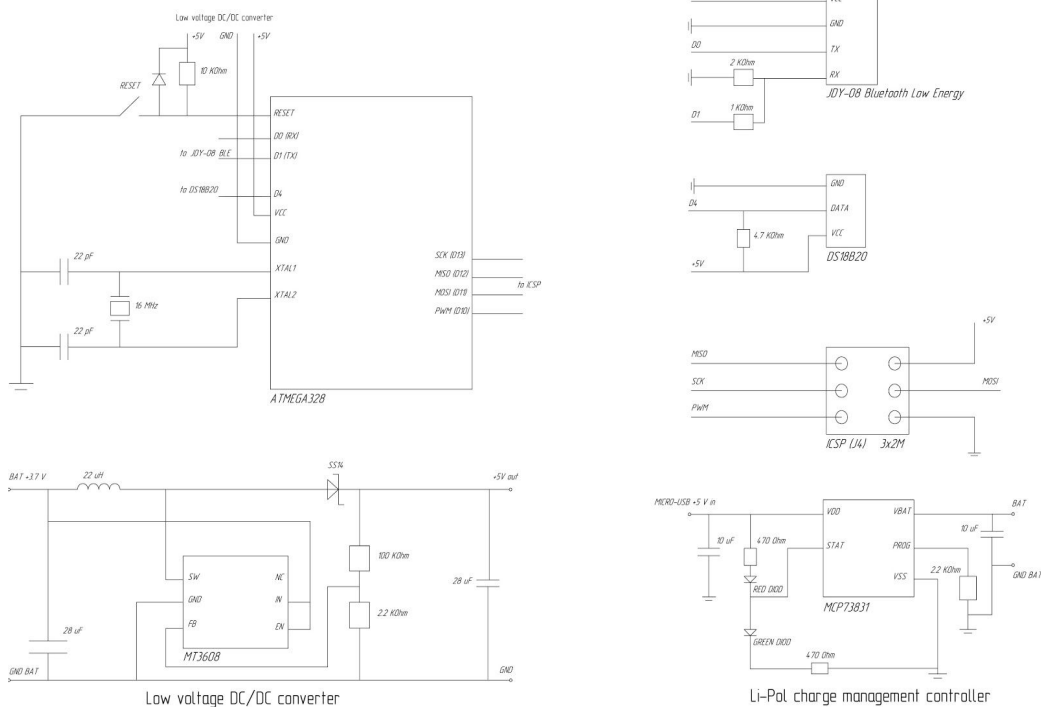 Low voltage DC/DC converter
+5V
GND
+5V
10 KOhm
RESET
RESET
D0 (RX)
to JDY-08 BLE
D1 (TX)
to DS18B20
D4
VCC
GND
22 pF
XTAL1
16 MHz
XTAL2
22 pF
SCK (D13)
MISO (D12)
to ICSP
MOSI (D11)
PWM (D10)
ATMEGA328
VCC
GND
D0
TX
2 KOhm
RX
JDY-08 Bluetooth Low Energy
1 KOhm
D1
GND
D4
DATA
4.7 KOhm
VCC
DS18B20
+5V
+5V
MISO
SCK
MOSI
PWM
ICSP (J4) 3x2M
BAT +3.7 V
22 uH
SS14
+5V out
100 KOhm
SW
NC
GND
IN
FB
EN
2.2 KOhm
28 uF
28 uF
MT3608
GND BAT
GND
Low voltage DC/DC converter
MICRO-USB +5 V in
VDD
VBAT
BAT
10 uF
470 Ohm
STAT
PROG
10 uF
RED DIOD
VSS
2.2 KOhm
GND BAT
MCP73831
GREEN DIOD
470 Ohm
Li-Pol charge management controller